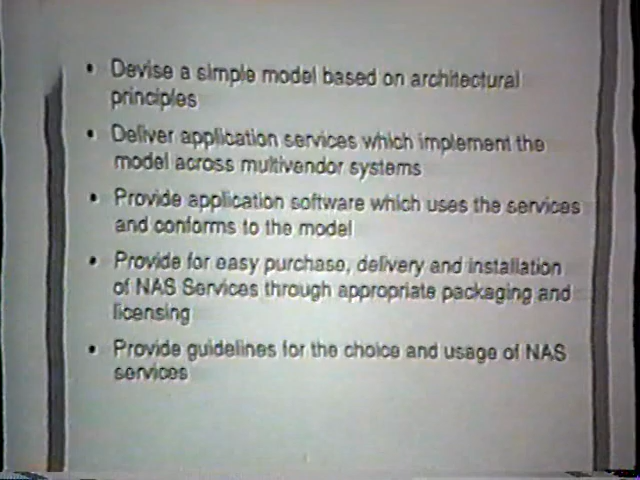 • Devise a simple model based on architectural
principles
• Deliver application services which implement the
model across multivendor systems
• Provide application software which uses the services
and conforms to the model
• Provide for easy purchase, delivery and installation
of NAS Services through appropriate packaging and
licensing
• Provide guidelines for the choice and usage of NAS
services